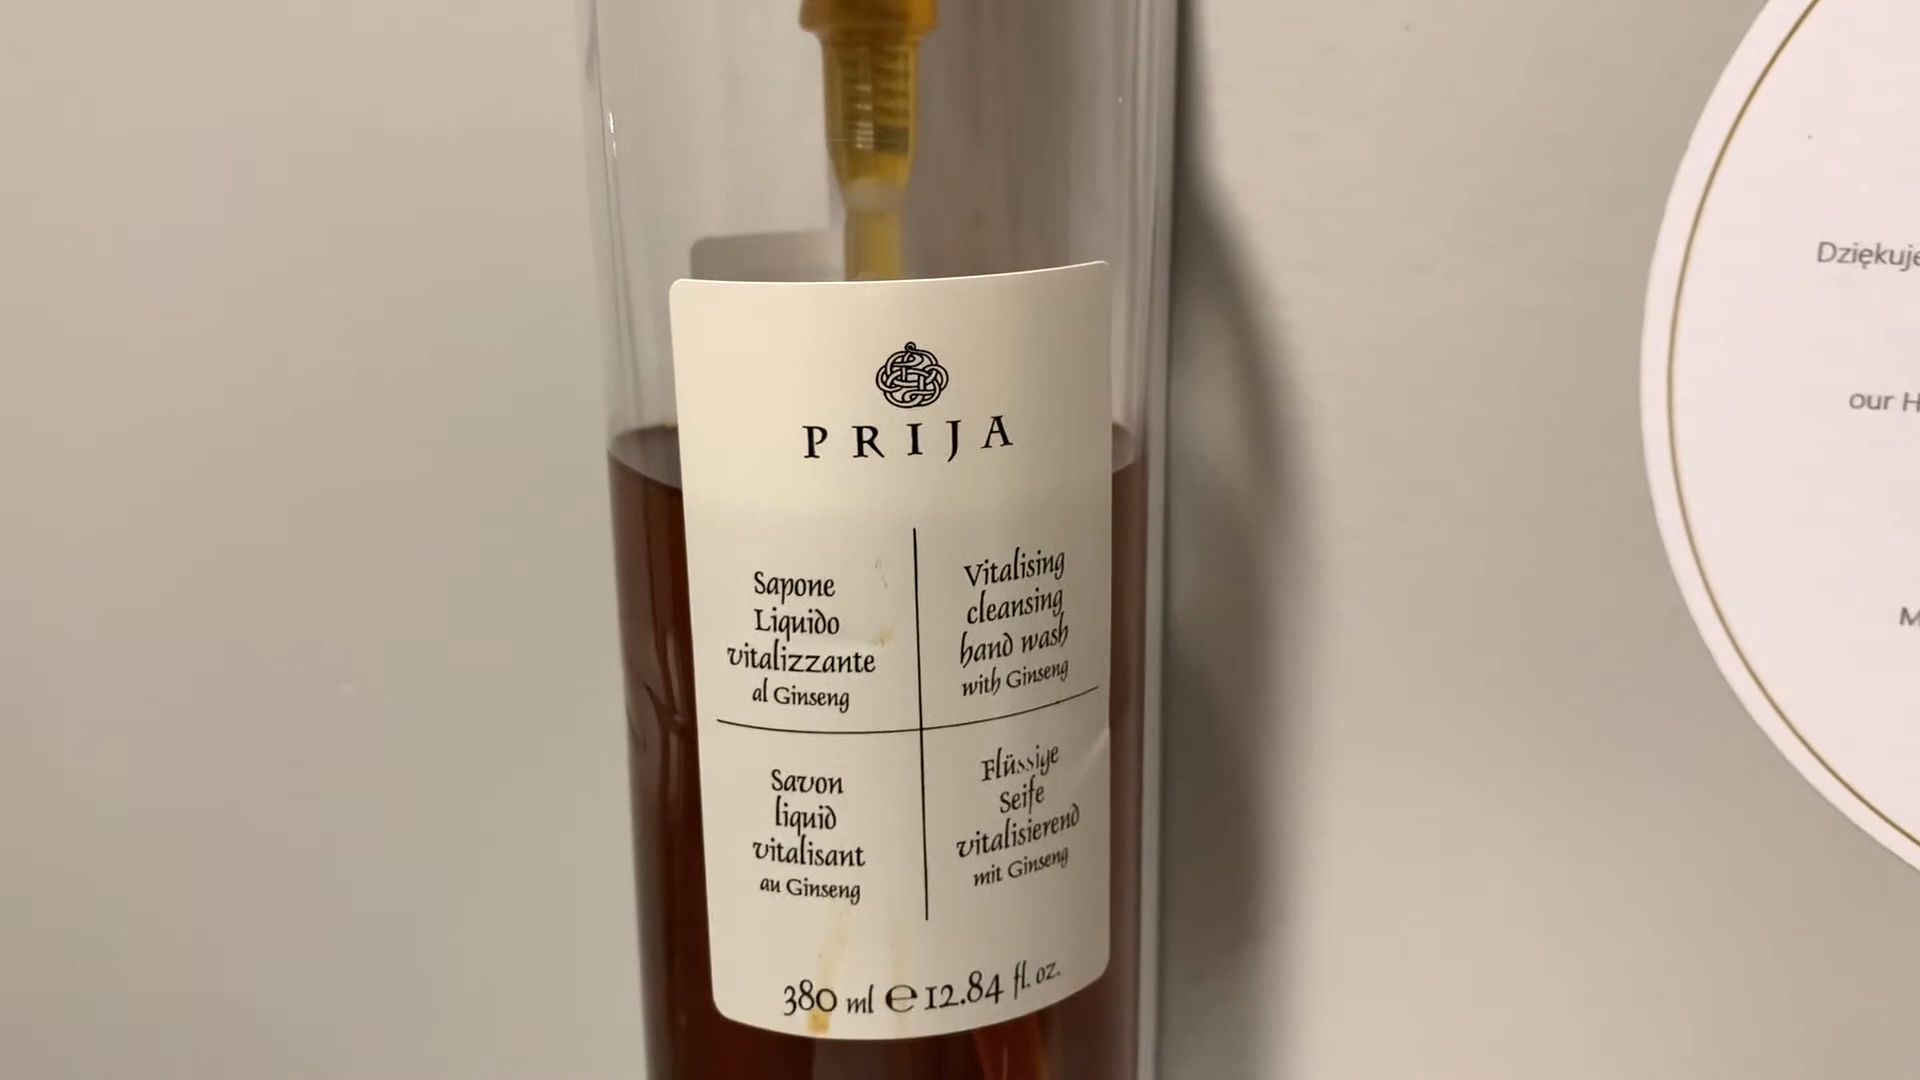 PRIJA
Sapone
Liquido
vitalizzante
al Ginseng
Vitalising
cleansing
hand wash
with Ginseng
Savon
liquid
vitalisant
au Ginseng
Flüssige
Seife
vitalisierend
mit Ginseng
380 ml ℮ 12.84 fl. oz.
our